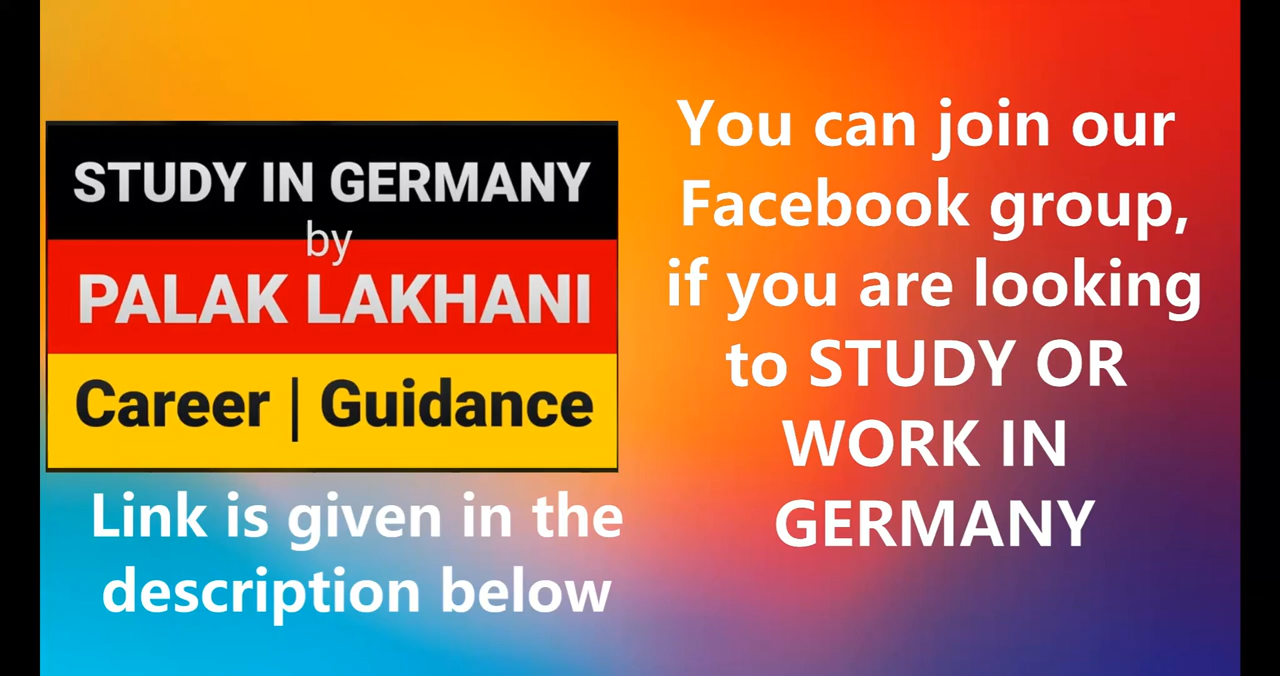 STUDY IN GERMANY
by
PALAK LAKHANI
Career | Guidance
Link is given in the
description below
You can join our
Facebook group,
if you are looking
to STUDY OR
WORK IN
GERMANY